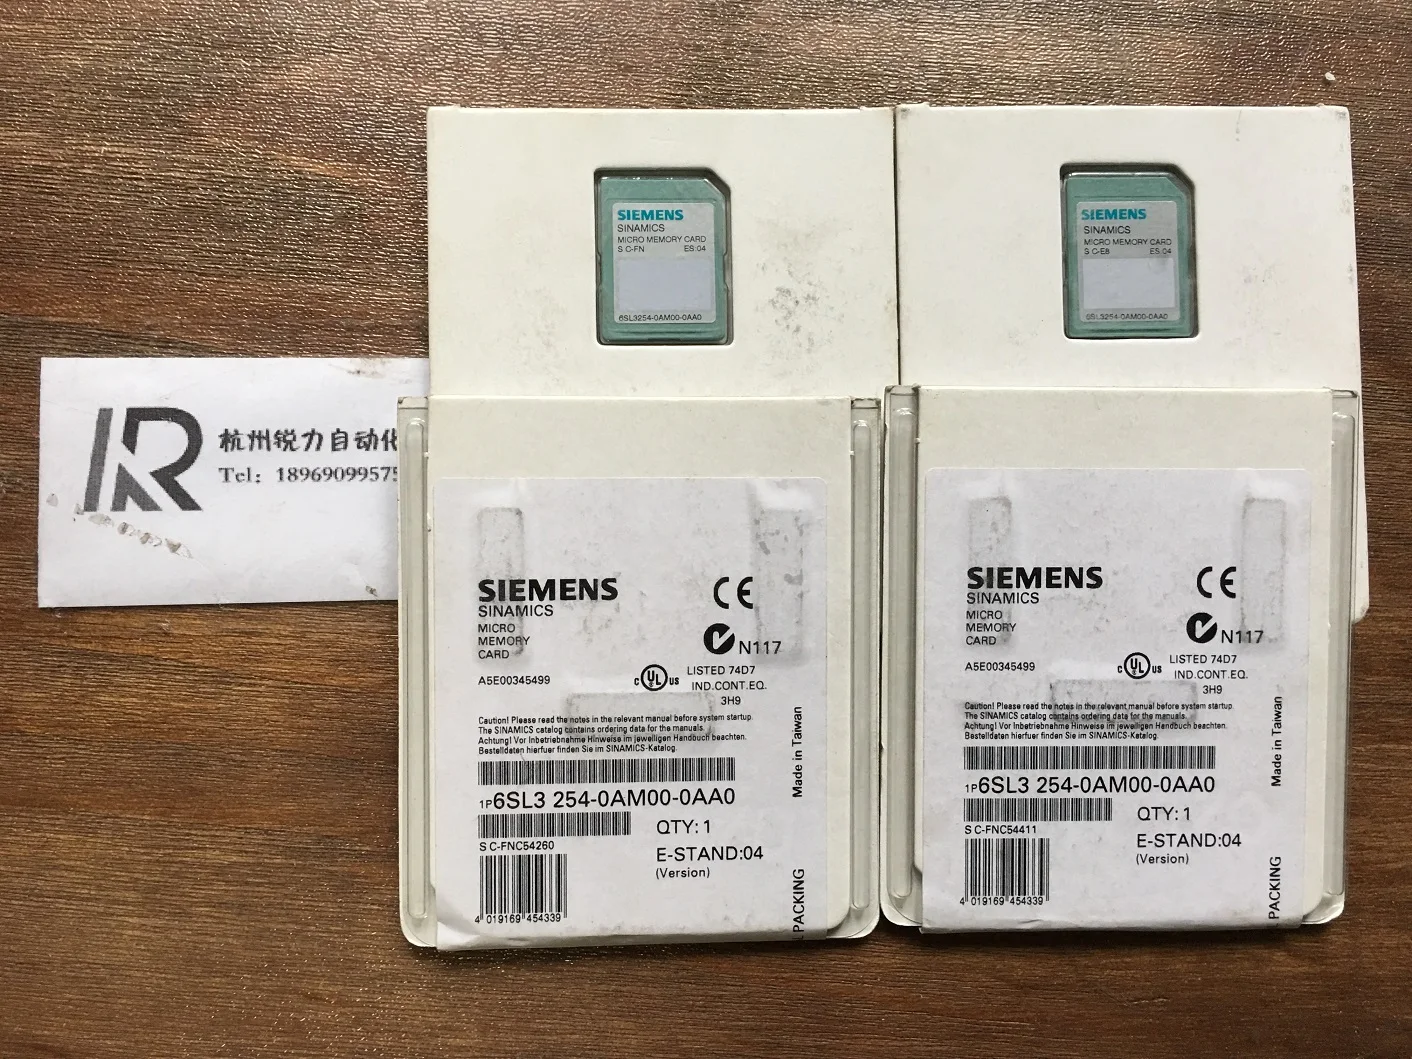 SIEMENS
SINAMICS
MICRO MEMORY CARD
S C-FN ES:04
6SL3254-0AM00-0AA0
SIEMENS
SINAMICS
MICRO MEMORY CARD
S C-E8 ES:04
6SL3254-0AM00-0AA0
杭州锐力自动化
Tel: 18969099575
SIEMENS
SINAMICS
MICRO
MEMORY
CARD
A5E00345499
CE
N117
C UL US
LISTED 74D7
IND.CONT.EQ.
3H9
Caution! Please read the notes in the relevant manual before system startup.
The SINAMICS catalog contains ordering data for the manuals.
Achtung! Vor Inbetriebnahme Hinweise im jeweiligen Handbuch beachten.
Bestelldaten hierfuer finden Sie im SINAMICS-Katalog.
1P6SL3 254-0AM00-0AA0
S C-FNC54260
QTY: 1
E-STAND:04
(Version)
4 019169 454339
Made in Taiwan
PACKING
SIEMENS
SINAMICS
MICRO
MEMORY
CARD
A5E00345499
CE
N117
C UL US
LISTED 74D7
IND.CONT.EQ.
3H9
Caution! Please read the notes in the relevant manual before system startup
The SINAMICS catalog contains ordering data for the manuals.
Achtung! Vor Inbetriebnahme Hinweise im jeweiligen Handbuch beachten.
Bestelldaten hierfuer finden Sie im SINAMICS-Katalog.
1P6SL3 254-0AM00-0AA0
S C-FNC54411
QTY: 1
E-STAND:04
(Version)
4 019169 454339
Made in Taiwan
PACKING